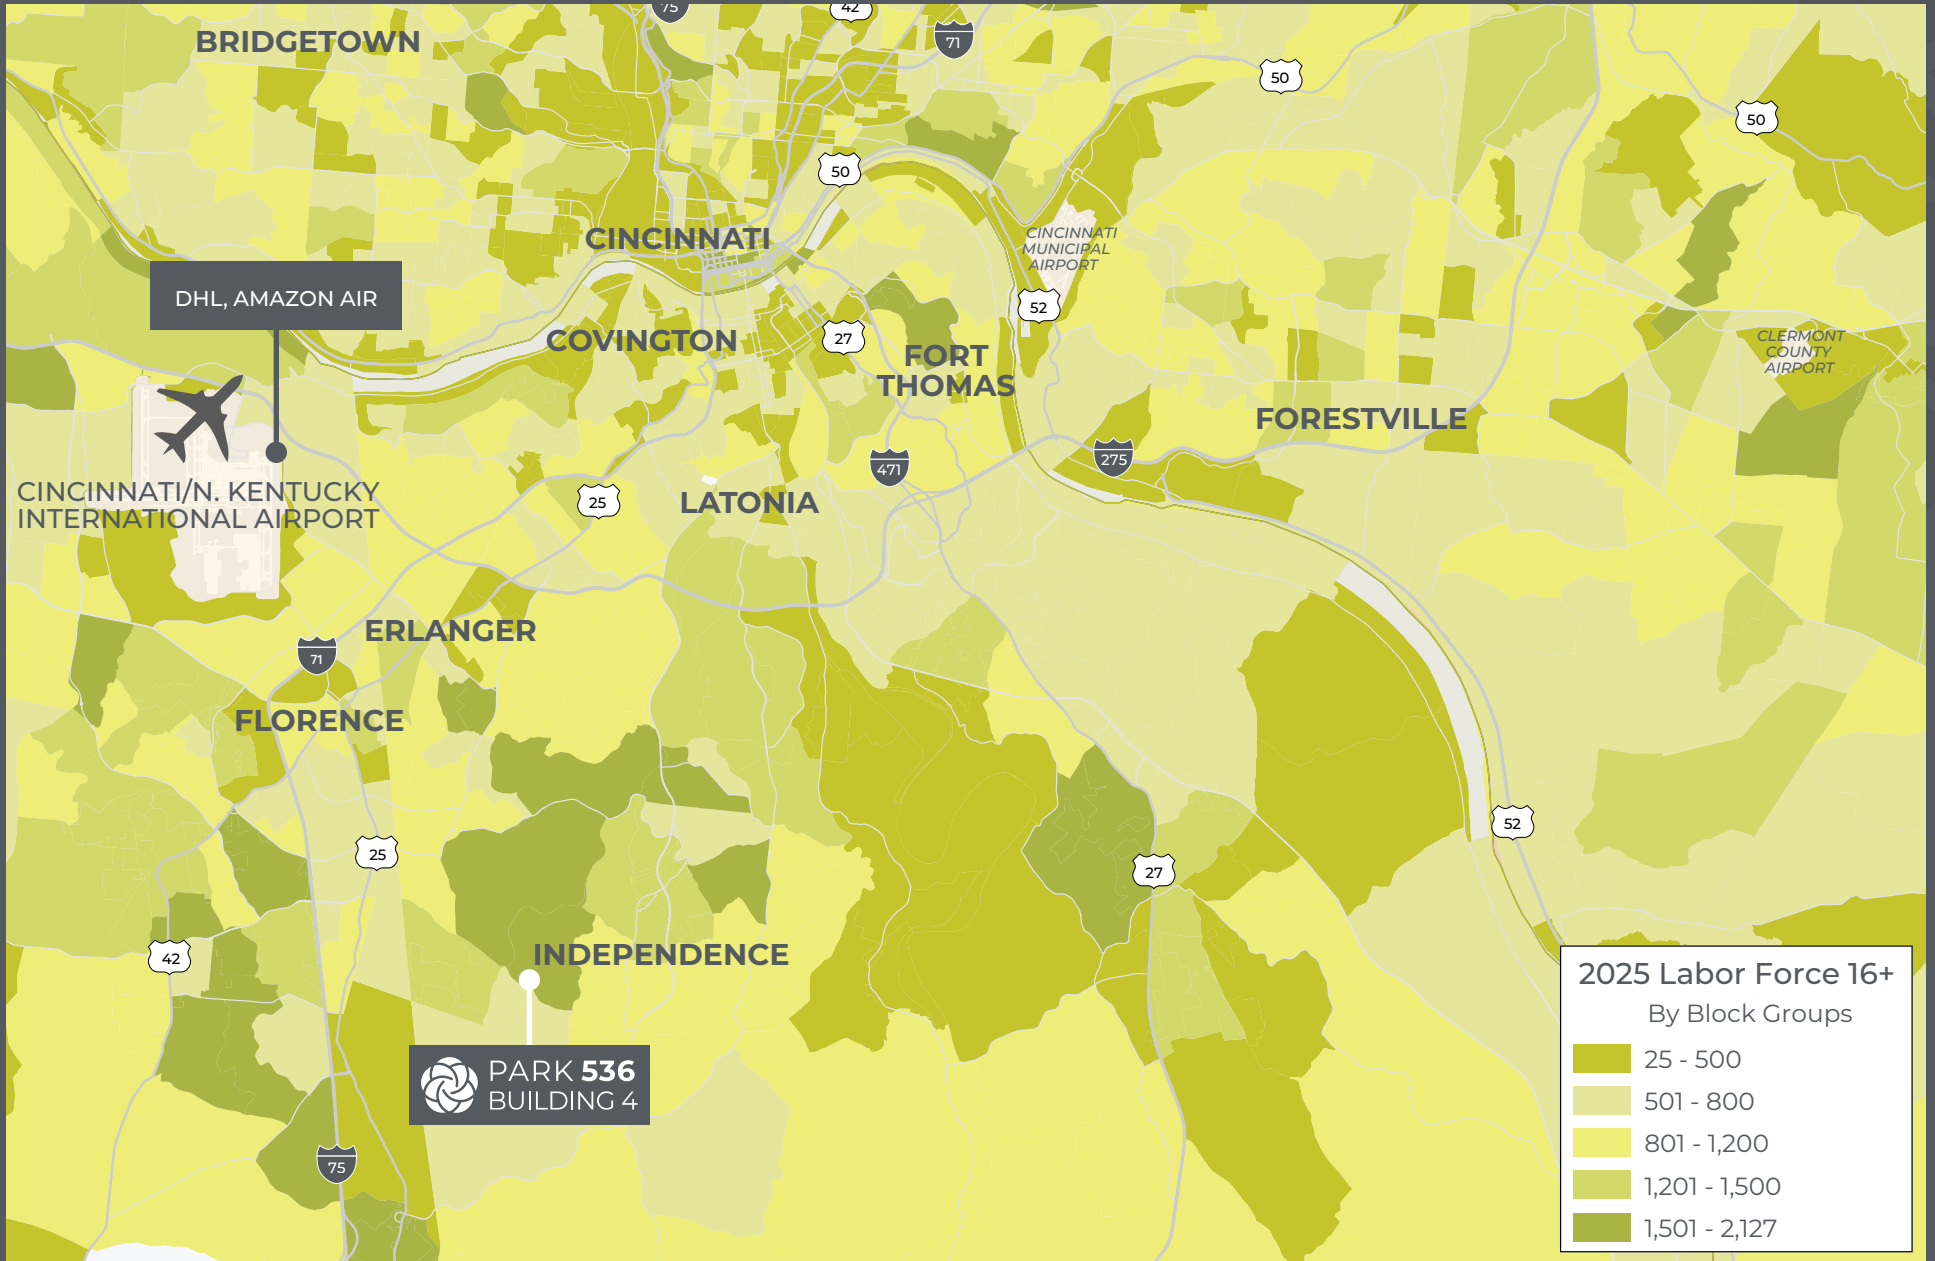 75
42
BRIDGETOWN
71
50
50
50
CINCINNATI
CINCINNATI
MUNICIPAL
AIRPORT
DHL, AMAZON AIR
52
COVINGTON
27
FORT
THOMAS
CLERMONT
COUNTY
AIRPORT
FORESTVILLE
275
471
CINCINNATI/N. KENTUCKY
INTERNATIONAL AIRPORT
25
LATONIA
ERLANGER
71
FLORENCE
52
25
27
INDEPENDENCE
42
PARK 536
BUILDING 4
75
2025 Labor Force 16+
By Block Groups
25 - 500
501 - 800
801 - 1,200
1,201 - 1,500
1,501 - 2,127